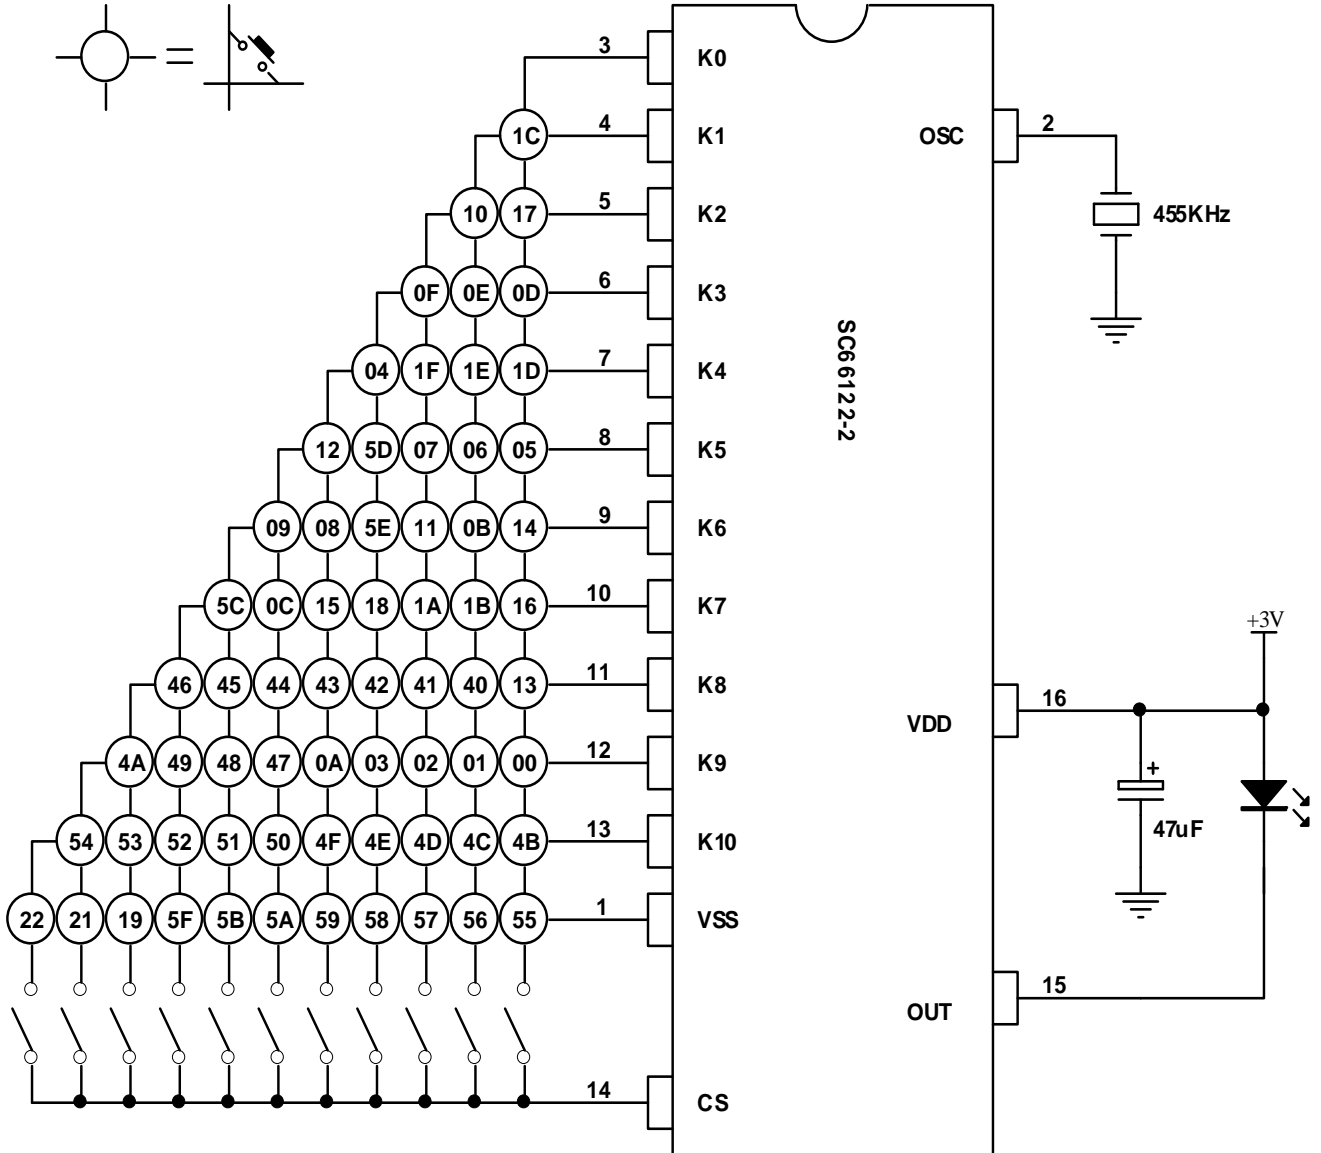 3 K0
1C 4 K1 OSC 2
10 17 5 K2 455KHz
0F 0E 0D 6 K3
SC66122-2
04 1F 1E 1D 7 K4
12 5D 07 06 05 8 K5
09 08 5E 11 0B 14 9 K6
5C 0C 15 18 1A 1B 16 10 K7
+3V
46 45 44 43 42 41 40 13 11 K8
VDD 16
4A 49 48 47 0A 03 02 01 00 12 K9
+
47uF
54 53 52 51 50 4F 4E 4D 4C 4B 13 K10
22 21 19 5F 5B 5A 59 58 57 56 55 1 VSS
OUT 15
14 CS